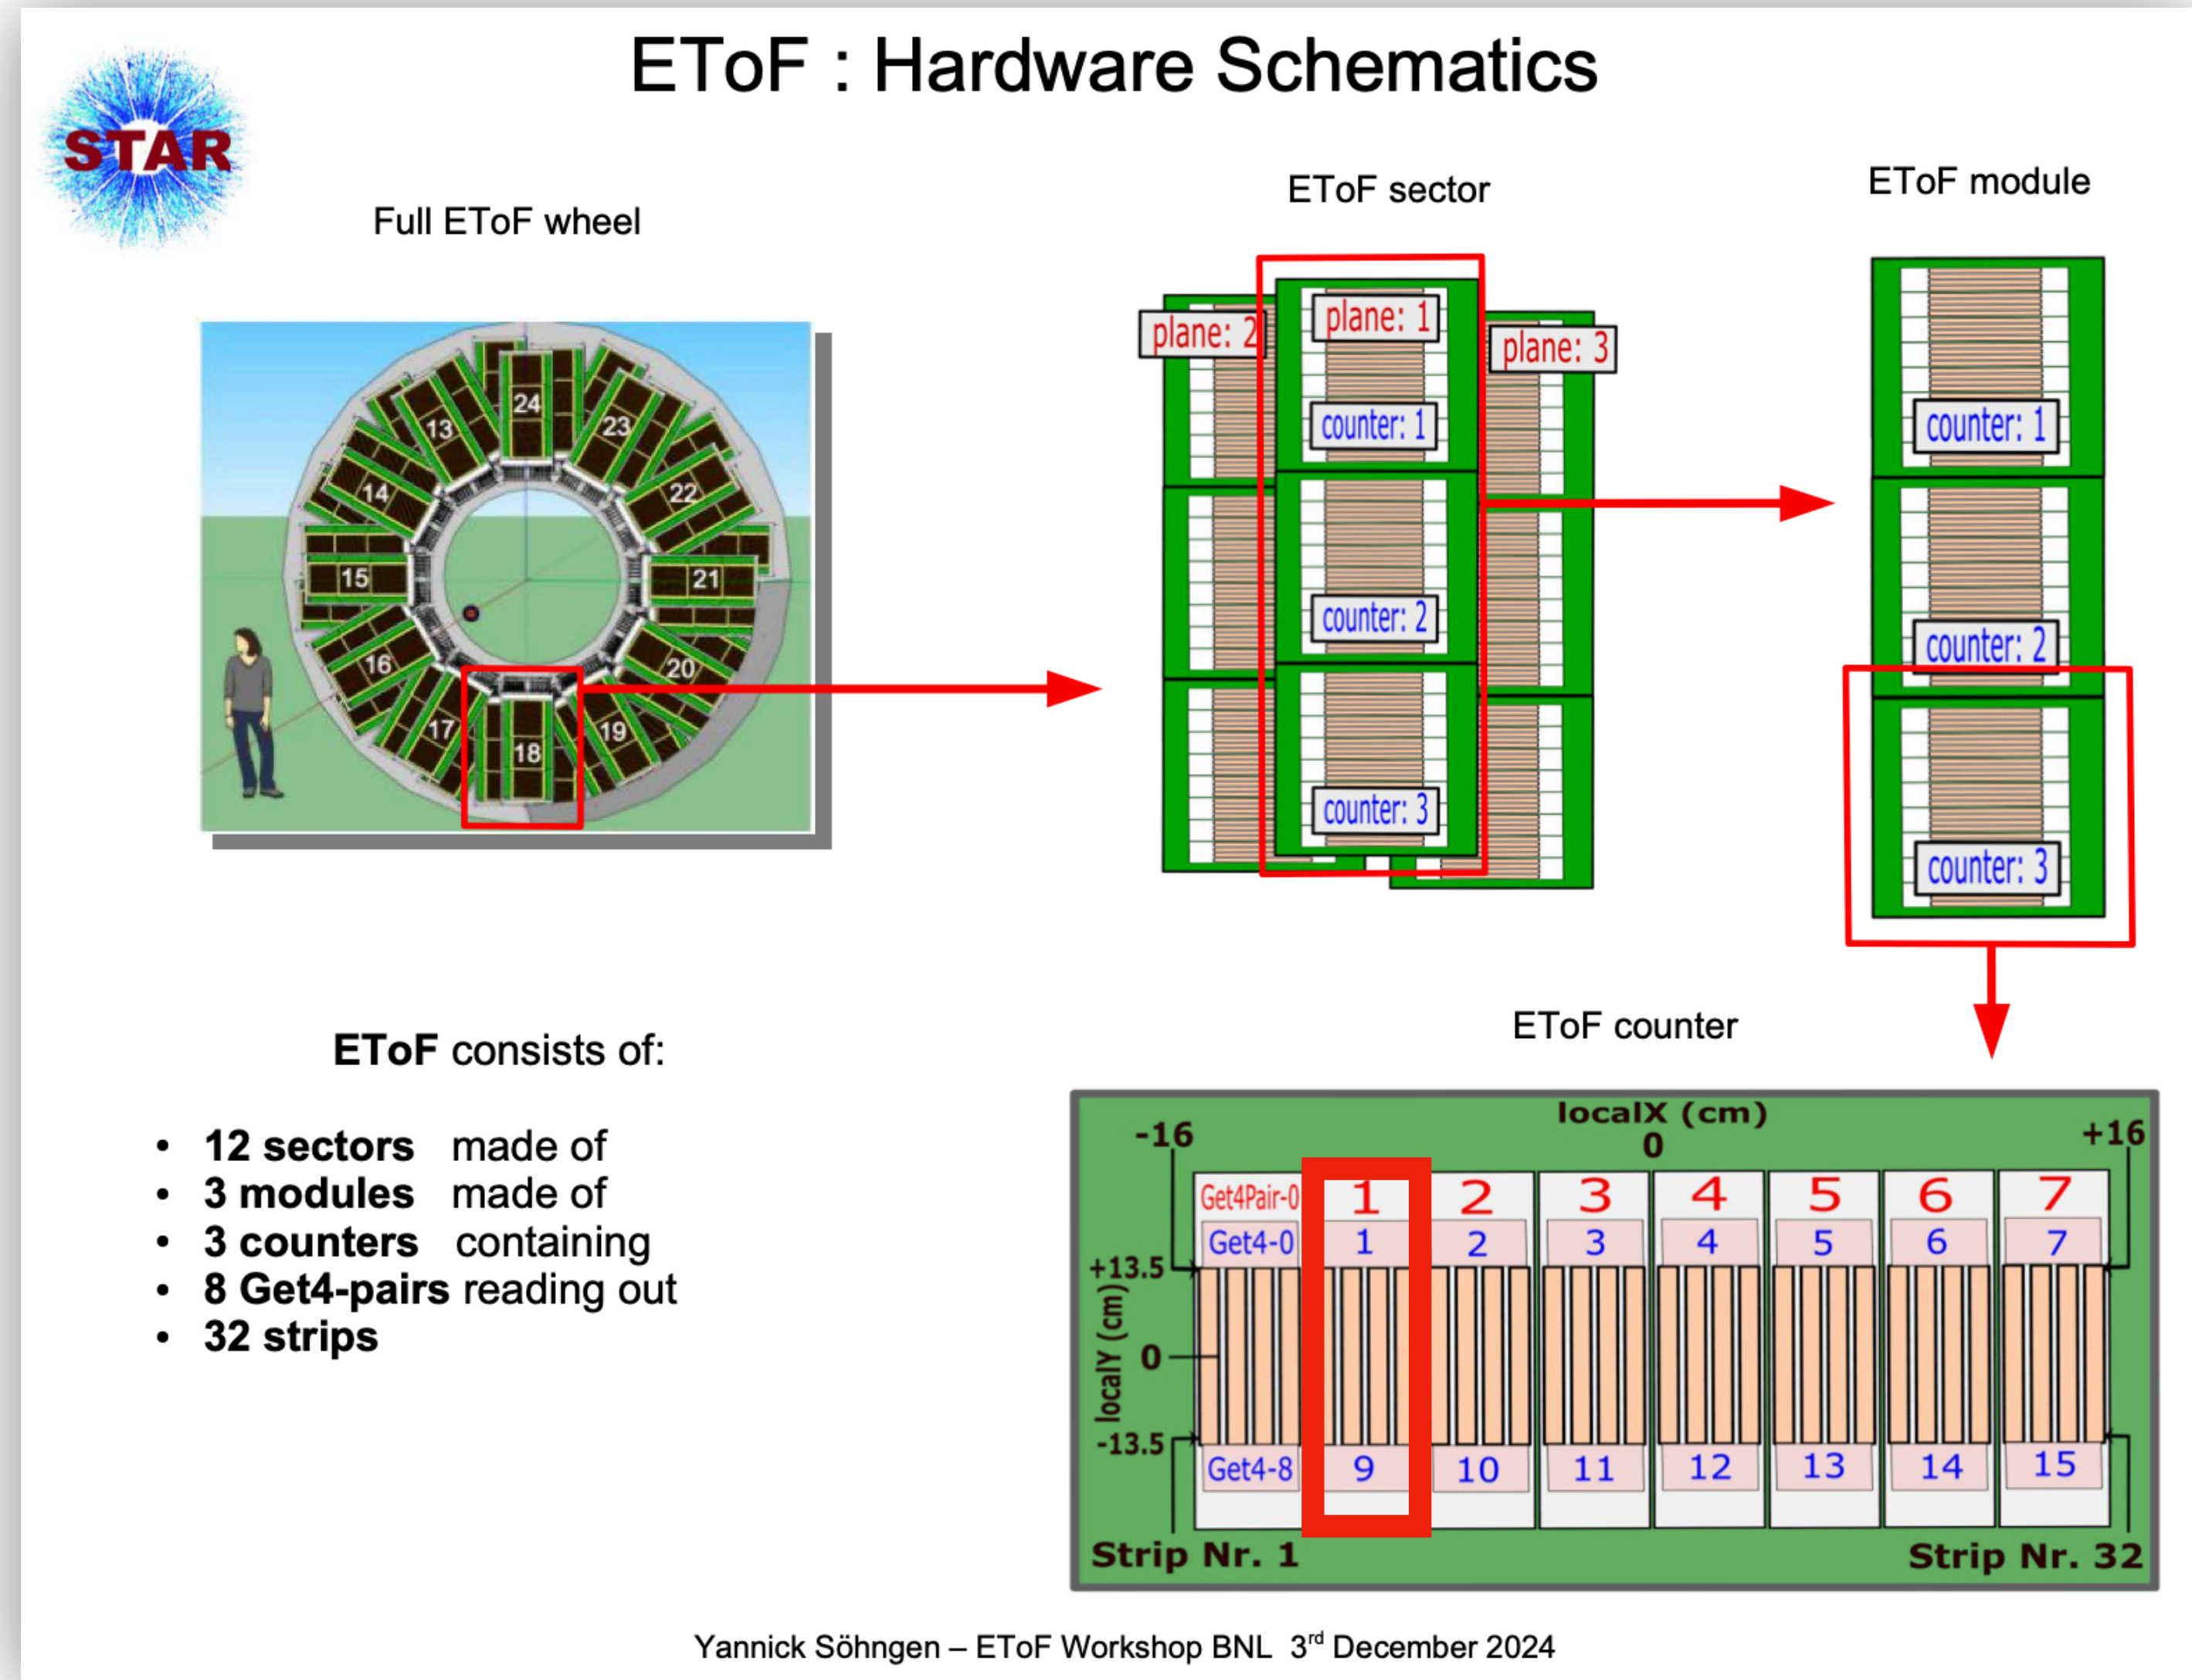 EToF : Hardware Schematics
STAR
Full EToF wheel
EToF sector
EToF module
24
13
23
14
22
15
21
16
20
17
19
18
plane: 2
plane: 1
plane: 3
counter: 1
counter: 2
counter: 3
counter: 1
counter: 2
counter: 3
EToF consists of:
• 12 sectors made of
• 3 modules made of
• 3 counters containing
• 8 Get4-pairs reading out
• 32 strips
EToF counter
localX (cm)
-16 0 +16
Get4Pair-0 1 2 3 4 5 6 7
Get4-0 1 2 3 4 5 6 7
+13.5
localY (cm)
0
-13.5
Get4-8 9 10 11 12 13 14 15
Strip Nr. 1 Strip Nr. 32
Yannick Söhngen – EToF Workshop BNL 3rd December 2024